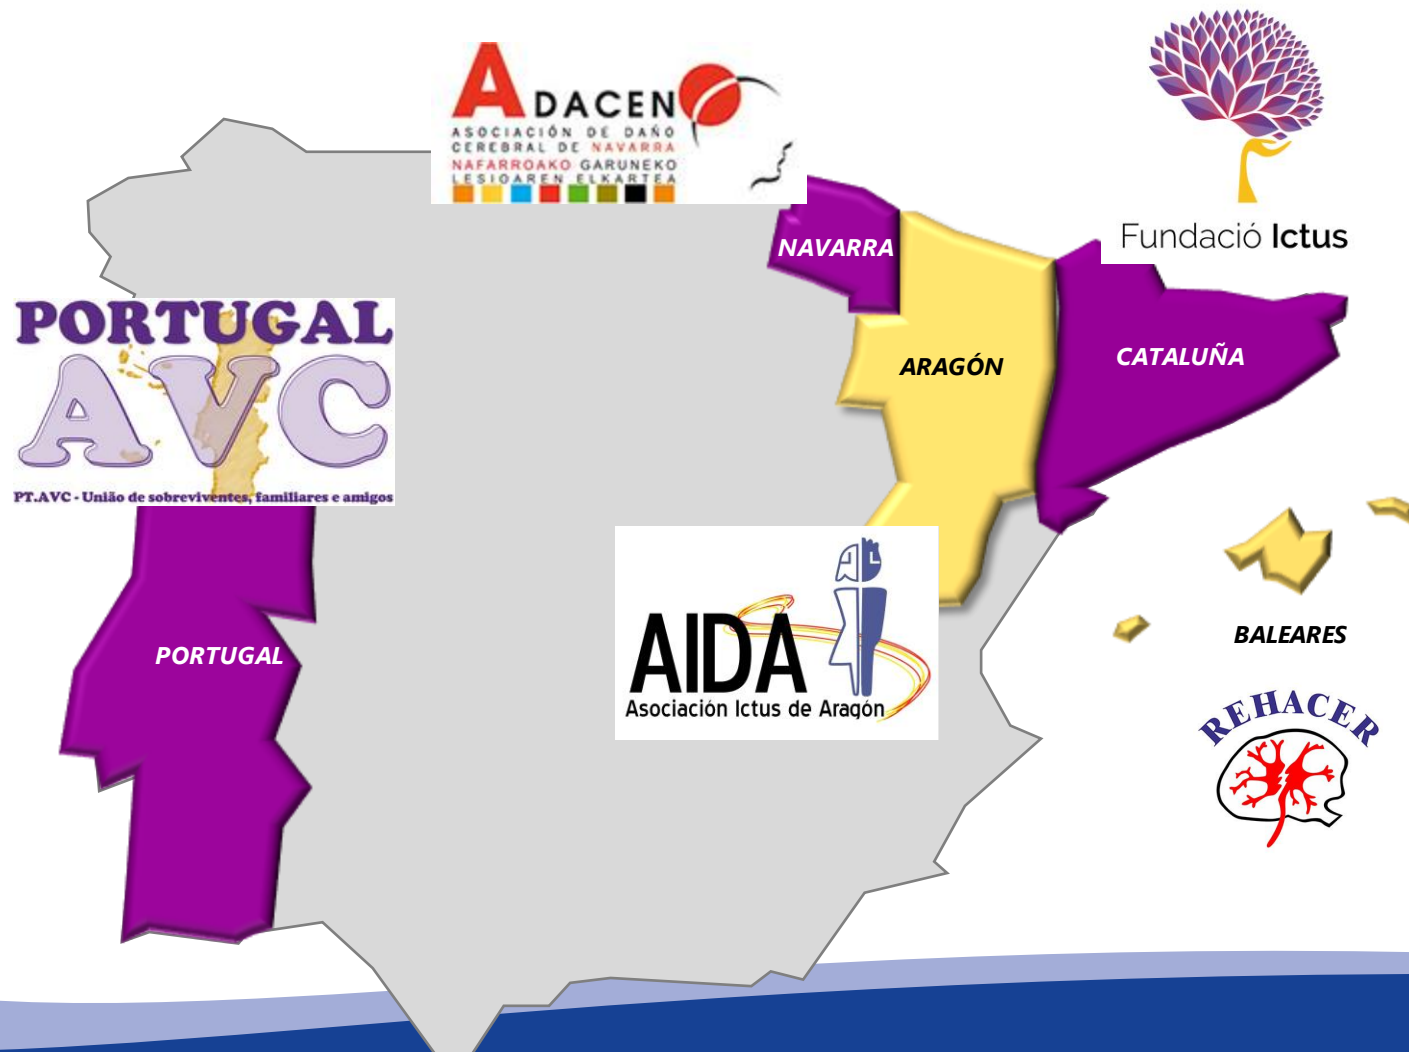 ADACEN
ASOCIACIÓN DE DAÑO
CEREBRAL DE NAVARRA
NAFARROAKO GARUNEKO
LESIOAREN ELKARTEA
Fundació Ictus
NAVARRA
PORTUGAL
AVC
PT.AVC - União de sobreviventes, familiares e amigos
ARAGÓN
CATALUÑA
AIDA
Asociación Ictus de Aragón
PORTUGAL
BALEARES
REHACER